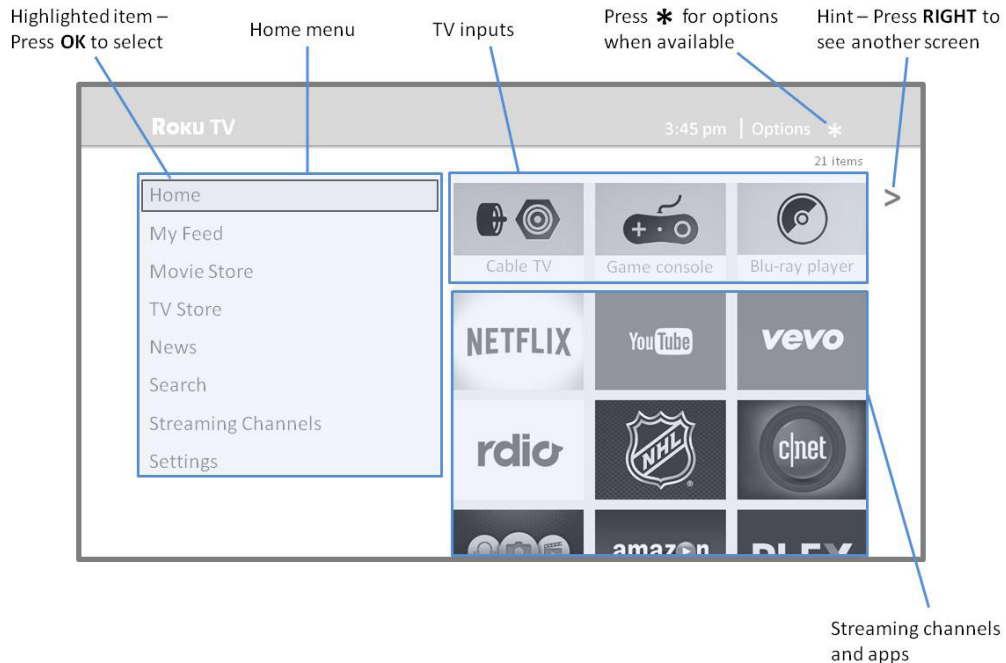 Highlighted item –
Press OK to select
Home menu
TV inputs
Press ✱ for options
when available
Hint – Press RIGHT to
see another screen
ROKU TV
3:45 pm | Options ✱
21 items
>
Home
My Feed
Movie Store
TV Store
News
Search
Streaming Channels
Settings
Cable TV
Game console
Blu-ray player
NETFLIX
YouTube
vevo
rdio
NHL
c|net
amazon
PLEX
Streaming channels
and apps